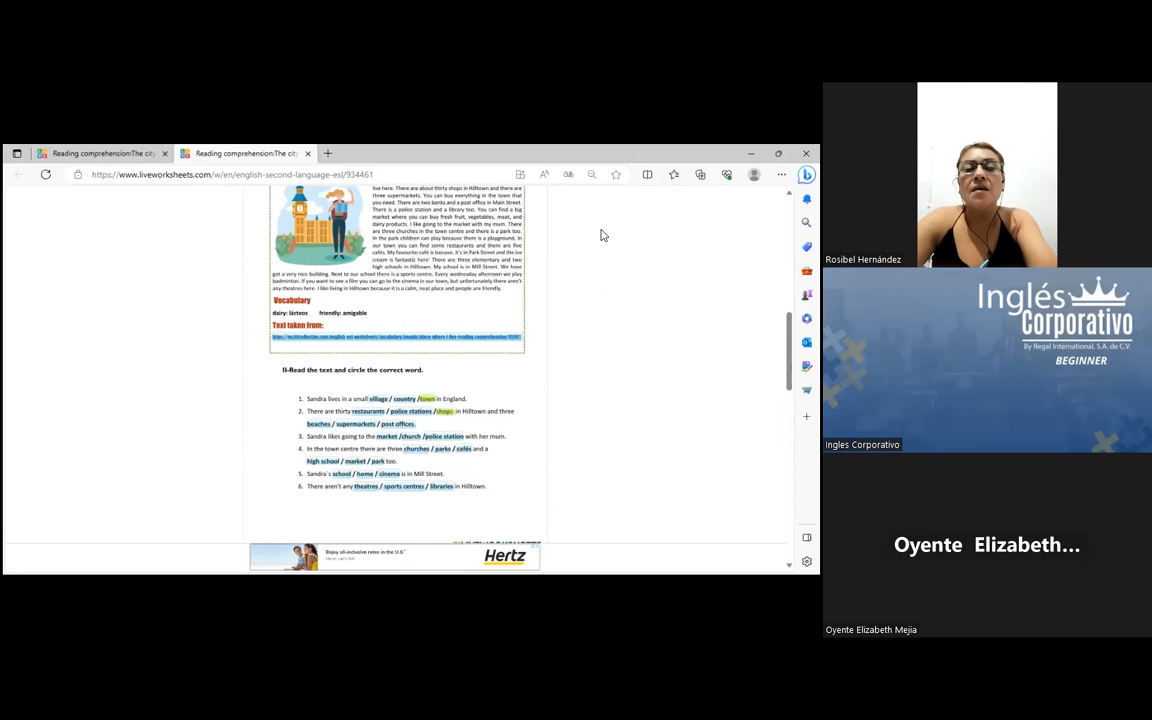 Reading comprehension:The city
Reading comprehension:The city
https://www.liveworksheets.com/w/en/english-second-language-esl/934461
live here. There are about thirty shops in Hilltown and there are
three supermarkets. You can buy everything in the town that
you need. There are two banks and a post office in Main Street.
There is a police station and a library too. You can find a big
market where you can buy fresh fruit, vegetables, meat, and
dairy products. I like going to the market with my mum. There
are three churches in the town centre and there is a park too.
In the park children can play because there is a playground. In
our town you can find some restaurants and there are five
cafés. My favourite café is because. It's in Park Street and the ice
cream is fantastic here! There are three elementary and two
high schools in Hilltown. My school is in Mill Street. We have
got a very nice building. Next to our school there is a sports centre. Every wednesday afternoon we play
badminton. If you want to see a film you can go to the cinema in our town, but unfortunately there aren't
any theatres here. I like living in Hilltown because it is a calm, neat place and people are friendly.
Vocabulary
dairy: lácteos friendly: amigable
Text taken from:
II-Read the text and circle the correct word.
1. Sandra lives in a small village / country /town in England.
2. There are thirty restaurants / police stations /shops in Hilltown and three
beaches / supermarkets / post offices.
3. Sandra likes going to the market /church /police station with her mum.
4. In the town centre there are three churches / parks / cafés and a
high school / market / park too.
5. Sandra´s school / home / cinema is in Mill Street.
6. There aren't any theatres / sports centres / libraries in Hilltown.
Enjoy all-inclusive rates in the U.S.*
Hertz
Rosibel Hernández
Inglés
Corporativo
By Regal International, S.A. de C.V.
BEGINNER
Ingles Corporativo
Oyente Elizabeth...
Oyente Elizabeth Mejia